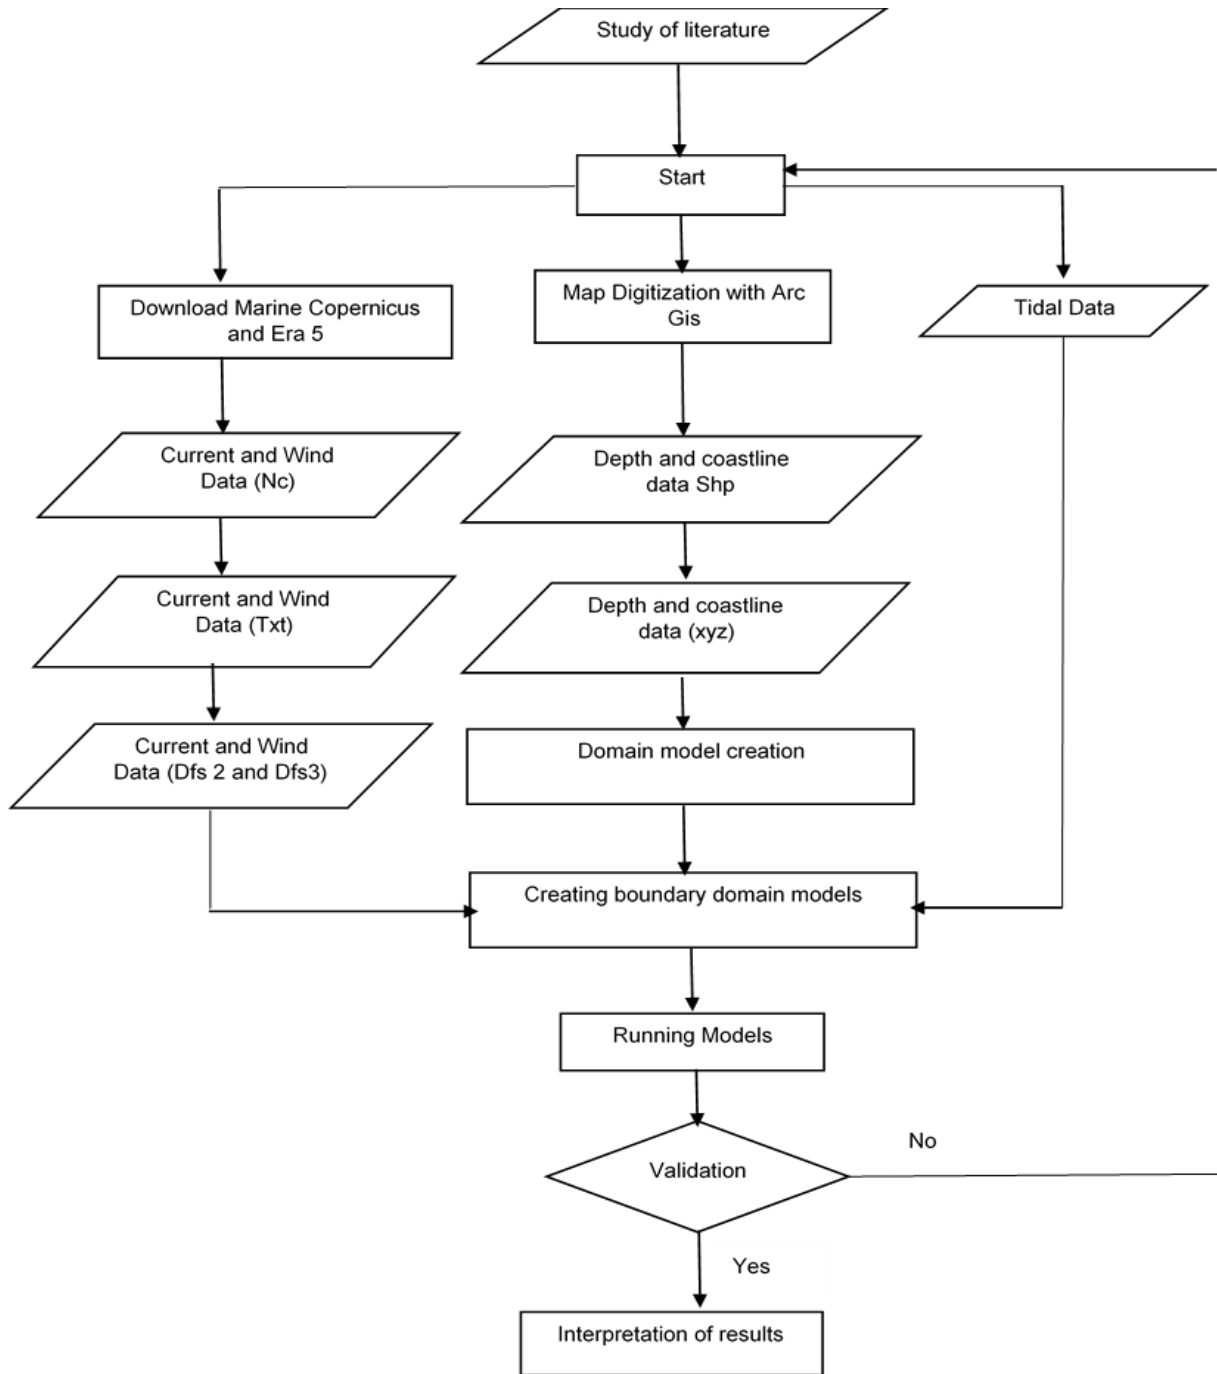 Study of literature
Start
Download Marine Copernicus
and Era 5
Map Digitization with Arc
Gis
Tidal Data
Current and Wind
Data (Nc)
Depth and coastline
data Shp
Current and Wind
Data (Txt)
Depth and coastline
data (xyz)
Current and Wind
Data (Dfs 2 and Dfs3)
Domain model creation
Creating boundary domain models
Running Models
Validation
No
Yes
Interpretation of results